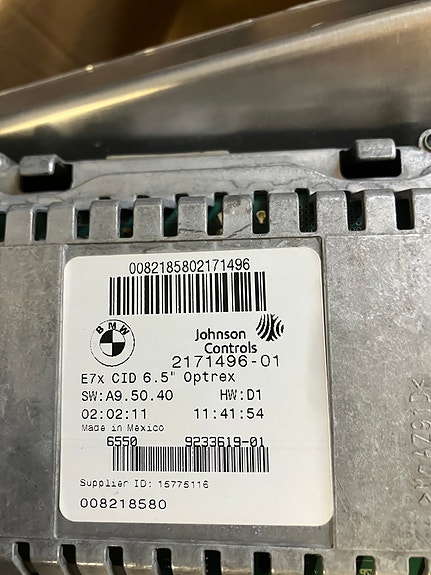 0082185802171496
BMW
Johnson
Controls
2171496-01
E7x CID 6.5" Optrex
SW:A9.50.40 HW:D1
02:02:11 11:41:54
Made in Mexico
6550 9233619-01
Supplier ID: 15775116
008218580